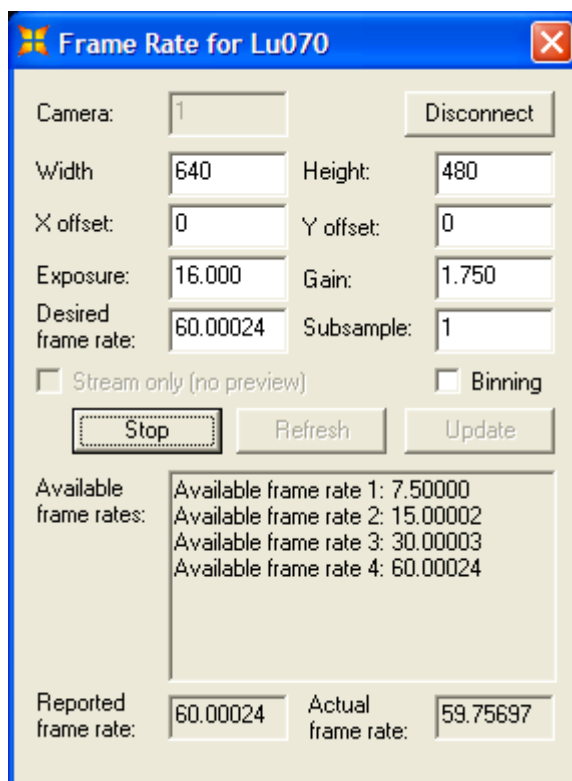 Frame Rate for Lu070
Camera: 1 Disconnect
Width 640 Height: 480
X offset: 0 Y offset: 0
Exposure: 16.000 Gain: 1.750
Desired
frame rate: 60.00024 Subsample: 1
Stream only (no preview) Binning
Stop Refresh Update
Available
frame rates:
Available frame rate 1: 7.50000
Available frame rate 2: 15.00002
Available frame rate 3: 30.00003
Available frame rate 4: 60.00024
Reported
frame rate: 60.00024
Actual
frame rate: 59.75697